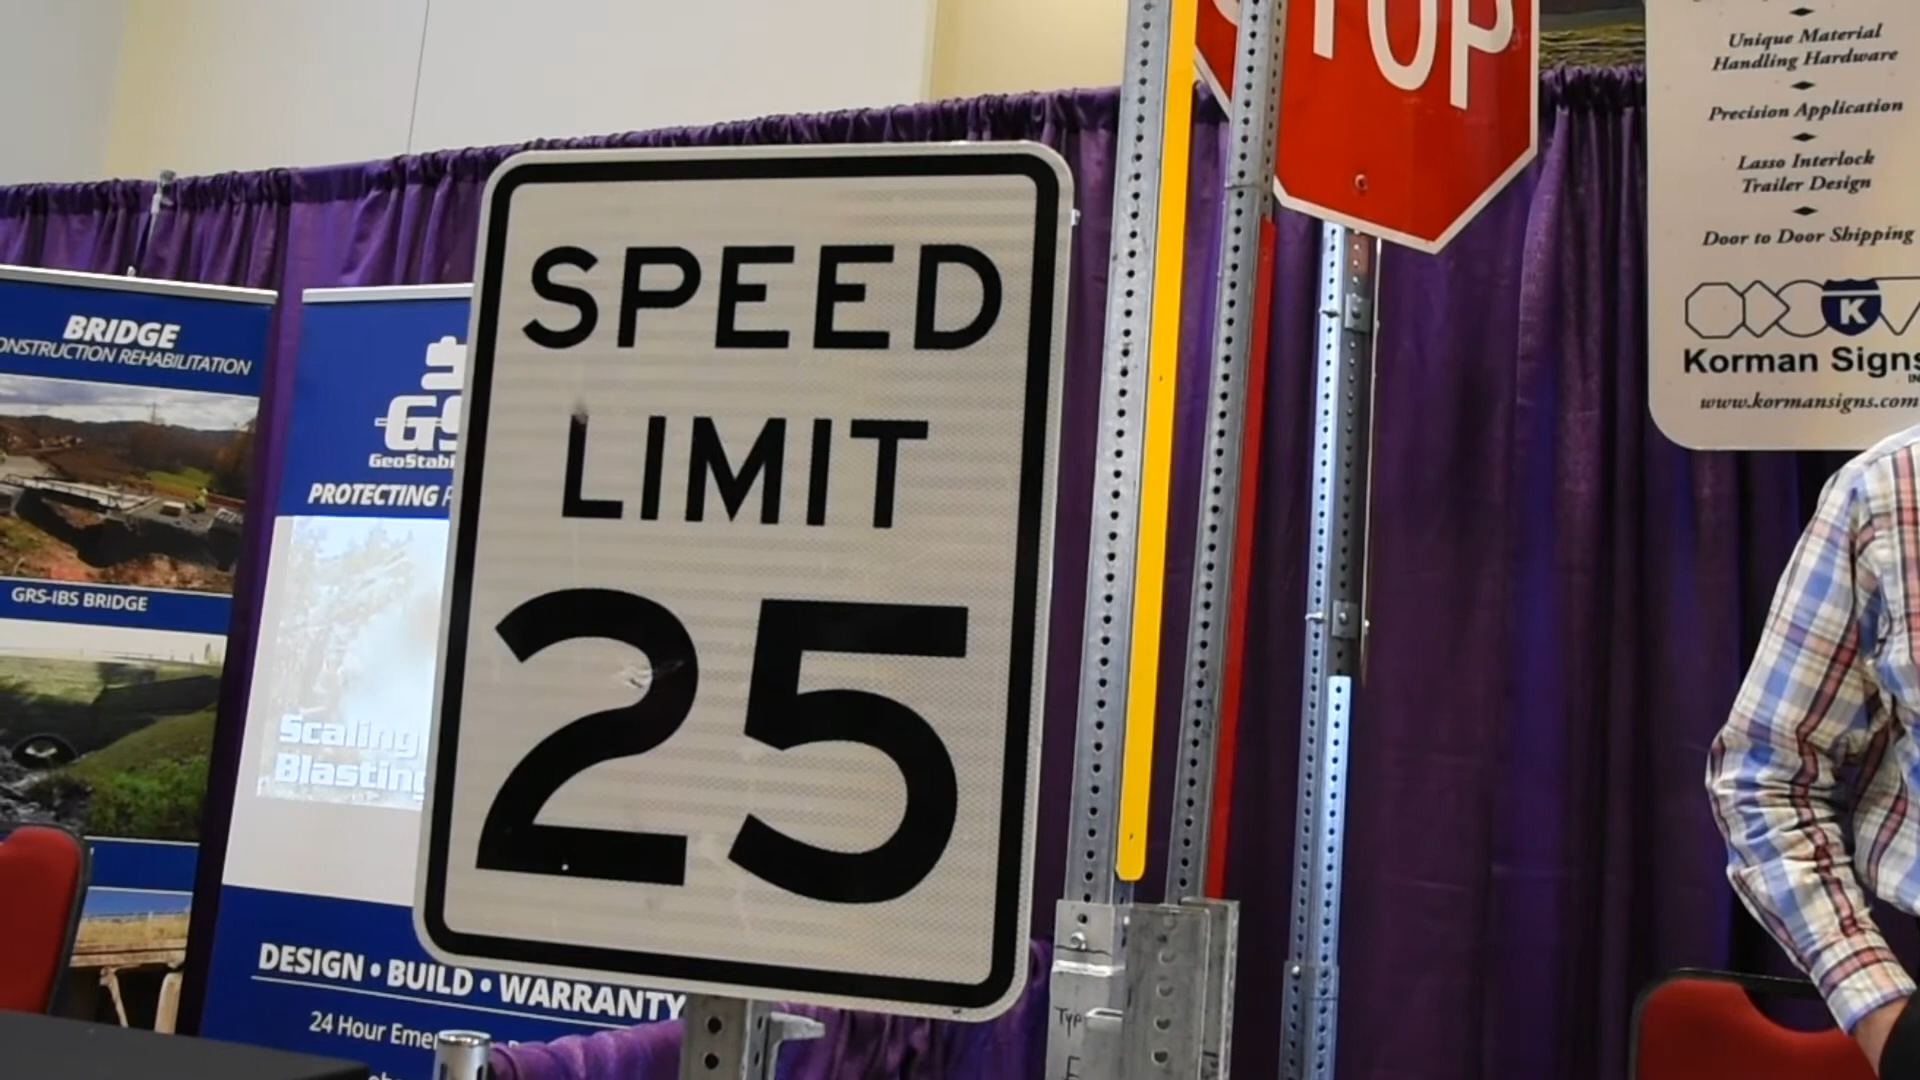 BRIDGE
CONSTRUCTION REHABILITATION
GRS-IBS BRIDGE
GeoStabi
PROTECTING
Scaling
Blasting
DESIGN • BUILD • WARRANTY
24 Hour Eme
SPEED
LIMIT
25
STOP
Typ
E
Unique Material
Handling Hardware
Precision Application
Lasso Interlock
Trailer Design
Door to Door Shipping
K
Korman Signs
www.kormansigns.com